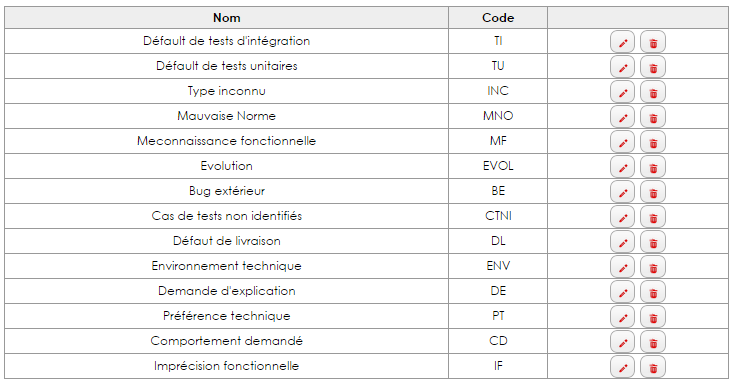 Nom Code
Défault de tests d'intégration TI
Défault de tests unitaires TU
Type inconnu INC
Mauvaise Norme MNO
Meconnaissance fonctionnelle MF
Evolution EVOL
Bug extérieur BE
Cas de tests non identifiés CTNI
Défaut de livraison DL
Environnement technique ENV
Demande d'explication DE
Préférence technique PT
Comportement demandé CD
Imprécision fonctionnelle IF